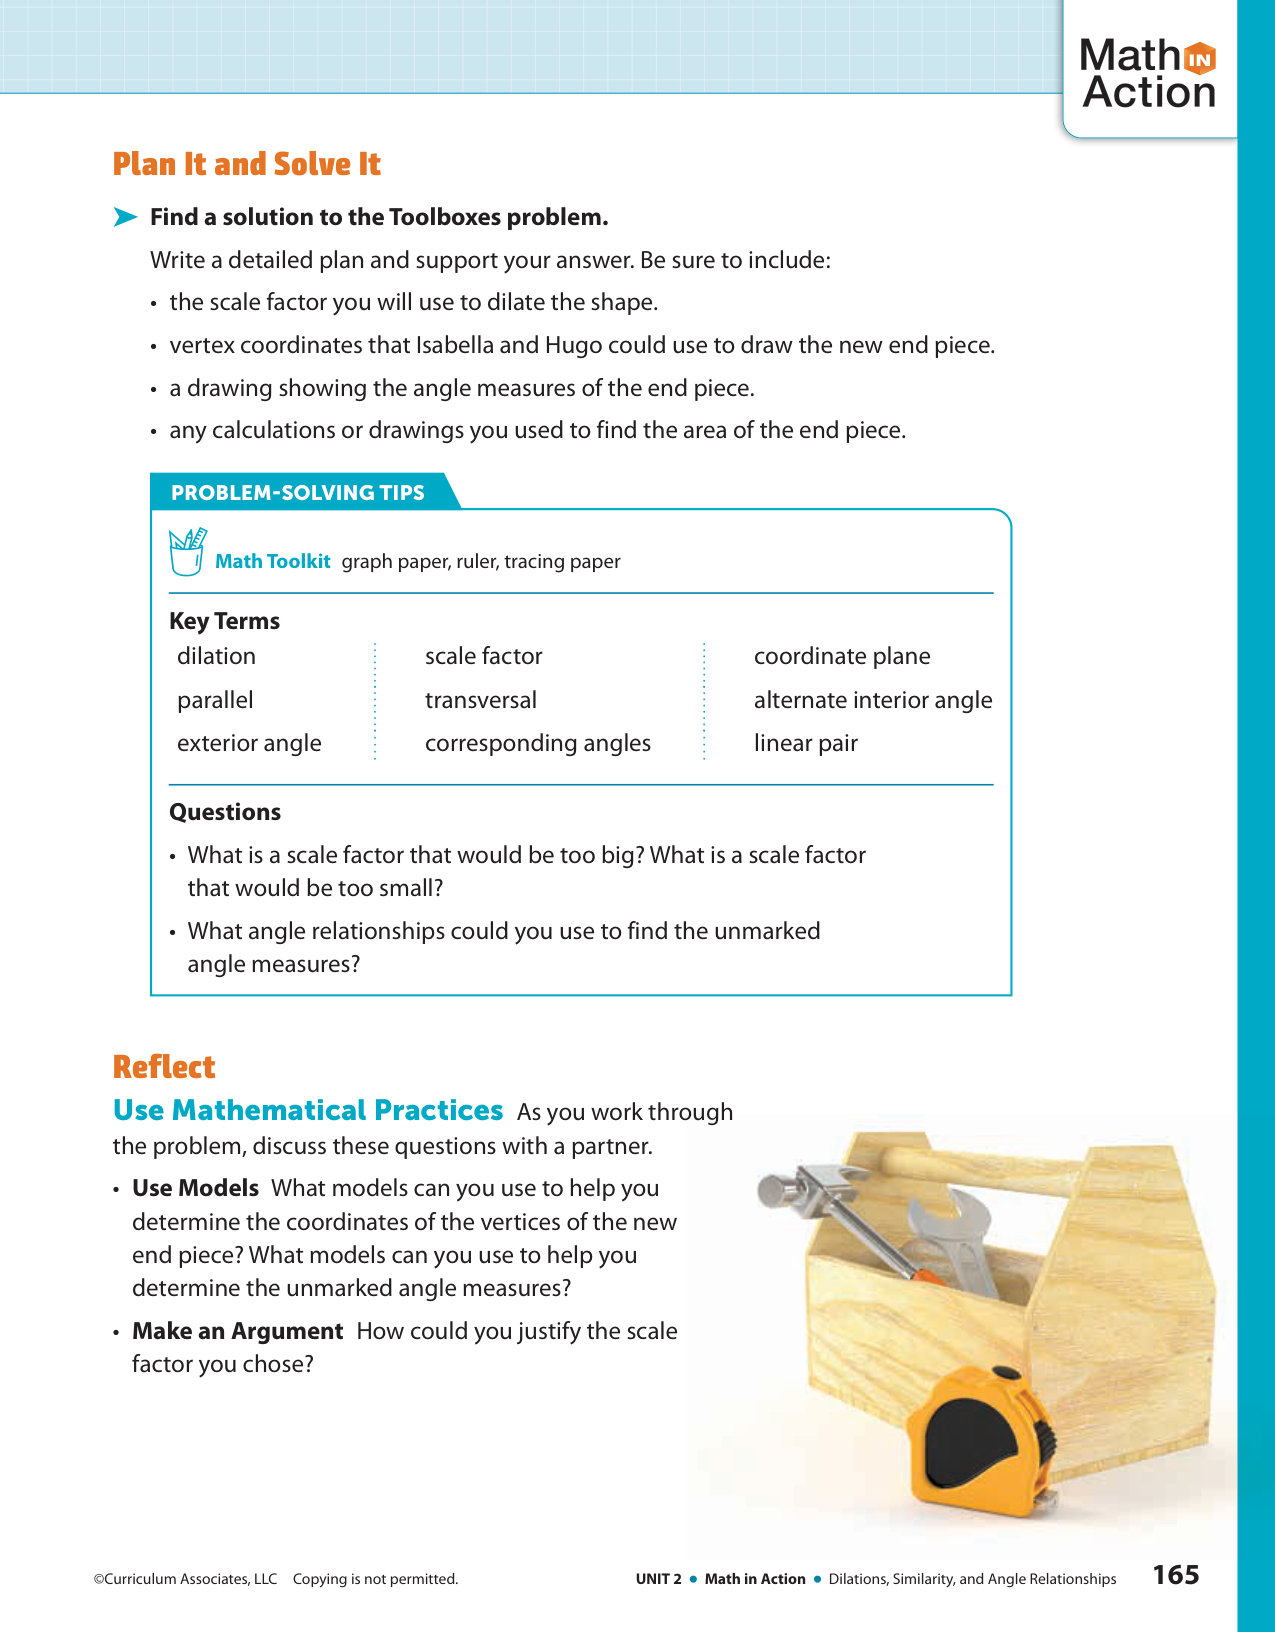 Math IN
Action
Plan It and Solve It
Find a solution to the Toolboxes problem.
Write a detailed plan and support your answer. Be sure to include:
• the scale factor you will use to dilate the shape.
• vertex coordinates that Isabella and Hugo could use to draw the new end piece.
• a drawing showing the angle measures of the end piece.
• any calculations or drawings you used to find the area of the end piece.
PROBLEM-SOLVING TIPS
Math Toolkit graph paper, ruler, tracing paper
Key Terms
dilation scale factor coordinate plane
parallel transversal alternate interior angle
exterior angle corresponding angles linear pair
Questions
• What is a scale factor that would be too big? What is a scale factor
that would be too small?
• What angle relationships could you use to find the unmarked
angle measures?
Reflect
Use Mathematical Practices As you work through
the problem, discuss these questions with a partner.
• Use Models What models can you use to help you
determine the coordinates of the vertices of the new
end piece? What models can you use to help you
determine the unmarked angle measures?
• Make an Argument How could you justify the scale
factor you chose?
©Curriculum Associates, LLC Copying is not permitted.
UNIT 2 • Math in Action • Dilations, Similarity, and Angle Relationships 165